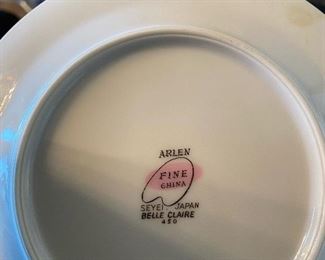 ARLEN
FINE
CHINA
SEYEI JAPAN
BELLE CLAIRE
450